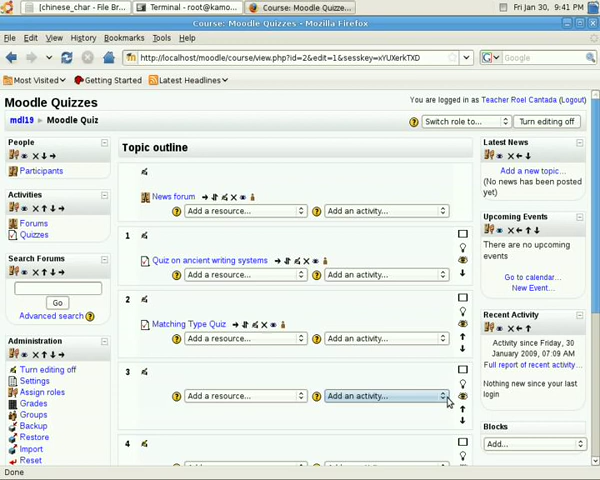 [chinese_char) - File Br...
Terminal - root@kamo...
Course: Moodle Quizze...
Fri Jan 30, 9:41 PM
Course: Moodle Quizzes - Mozilla Firefox
File Edit View History Bookmarks Tools Help
http://localhost/moodle/course/view.php?id=2&edit=1&sesskey=xYUXerkTXD
Google
Most Visited
Getting Started
Latest Headlines
Moodle Quizzes
You are logged in as Teacher Roel Cantada (Logout)
mdl19 ► Moodle Quiz
Switch role to...
Turn editing off
People
Participants
Activities
Forums
Quizzes
Search Forums
Go
Advanced search
Administration
Turn editing off
Settings
Assign roles
Grades
Groups
Backup
Restore
Import
Reset
Topic outline
News forum
Add a resource... Add an activity...
1
Quiz on ancient writing systems
Add a resource... Add an activity...
2
Matching Type Quiz
Add a resource... Add an activity...
3
Add a resource... Add an activity...
4
Latest News
Add a new topic...
(No news has been posted
yet)
Upcoming Events
There are no upcoming
events
Go to calendar...
New Event...
Recent Activity
Activity since Friday, 30
January 2009, 07:09 AM
Full report of recent activity...
Nothing new since your last
login
Blocks
Add...
Done